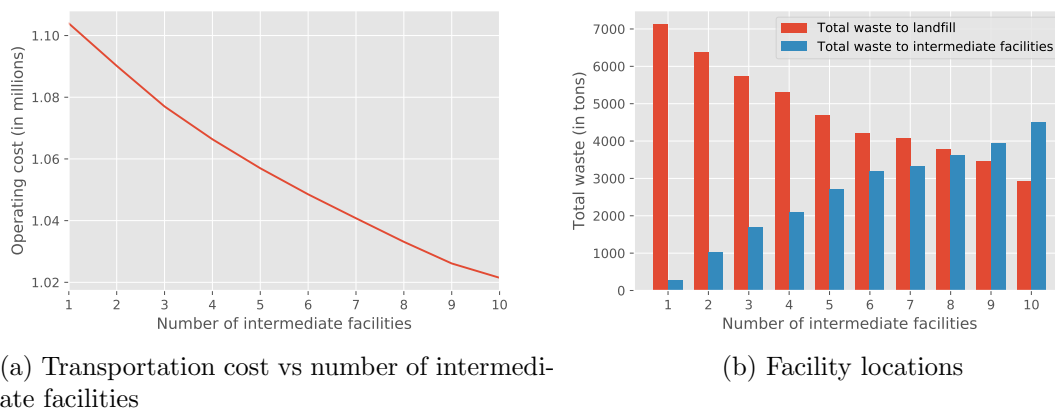 Operating cost (in millions)
1.10
1.08
1.06
1.04
1.02
1 2 3 4 5 6 7 8 9 10
Number of intermediate facilities
(a) Transportation cost vs number of intermedi-
ate facilities
Total waste (in tons)
7000
6000
5000
4000
3000
2000
1000
0
Total waste to landfill
Total waste to intermediate facilities
1 2 3 4 5 6 7 8 9 10
Number of intermediate facilities
(b) Facility locations